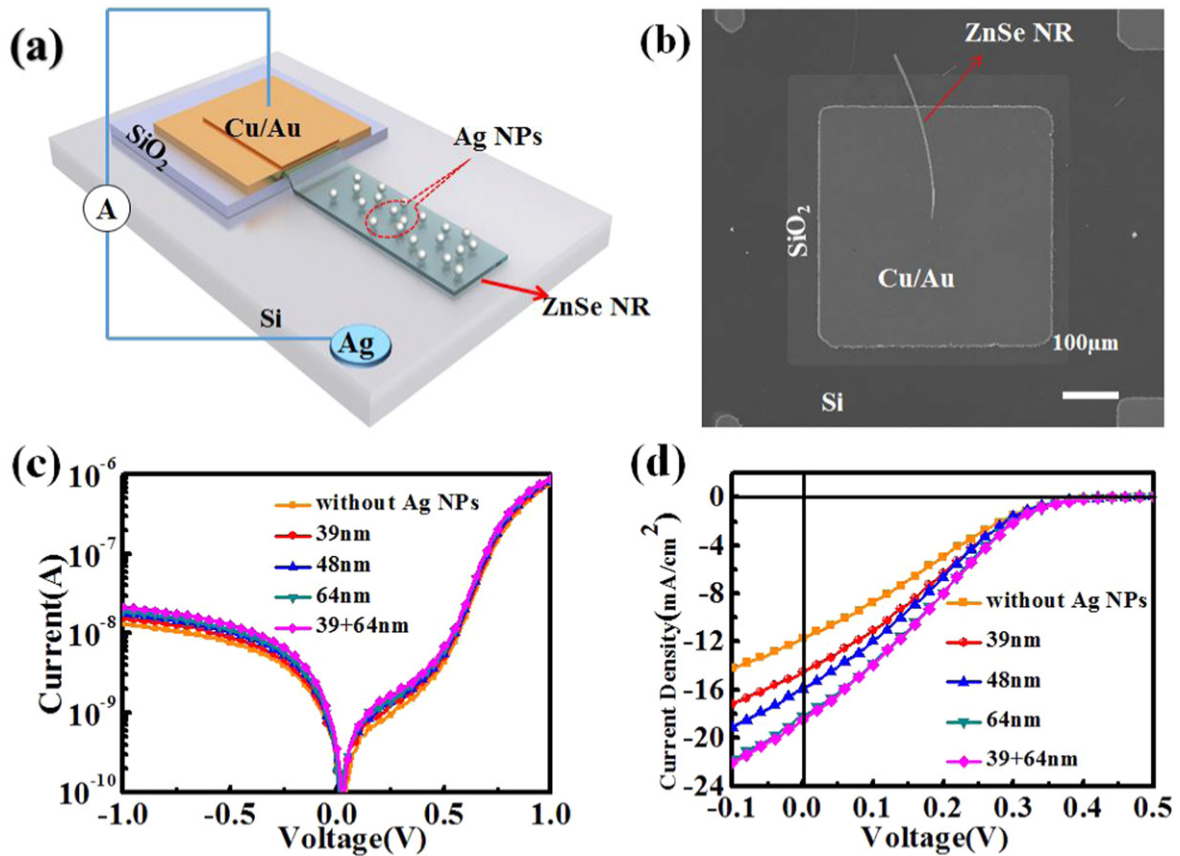 (a)
Cu/Au
SiO₂
Ag NPs
A
ZnSe NR
Si
Ag
(b)
ZnSe NR
SiO₂
Cu/Au
100μm
Si
(c)
Current(A)
10⁻⁶
10⁻⁷
10⁻⁸
10⁻⁹
10⁻¹⁰
without Ag NPs
39nm
48nm
64nm
39+64nm
-1.0 -0.5 0.0 0.5 1.0
Voltage(V)
(d)
Current Density(mA/cm²)
0
-4
-8
-12
-16
-20
-24
without Ag NPs
39nm
48nm
64nm
39+64nm
-0.1 0.0 0.1 0.2 0.3 0.4 0.5
Voltage(V)